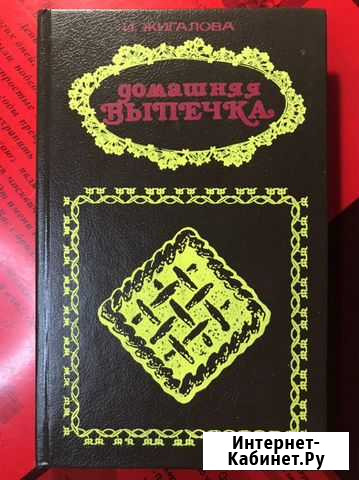 И. ЖИГАЛОВА
домашняя
ВЫПЕЧКА
Интернет-
Кабинет.Ру